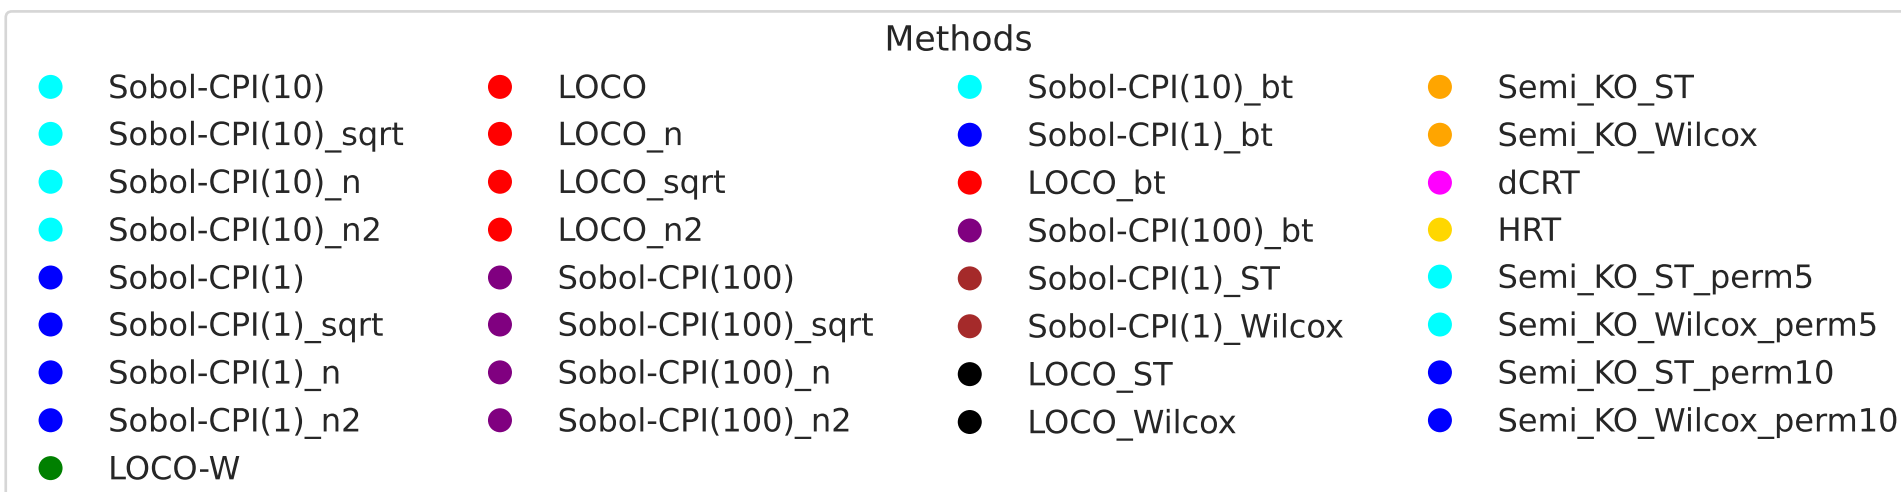 Methods
Sobol-CPI(10)
Sobol-CPI(10)_sqrt
Sobol-CPI(10)_n
Sobol-CPI(10)_n2
Sobol-CPI(1)
Sobol-CPI(1)_sqrt
Sobol-CPI(1)_n
Sobol-CPI(1)_n2
LOCO-W
LOCO
LOCO_n
LOCO_sqrt
LOCO_n2
Sobol-CPI(100)
Sobol-CPI(100)_sqrt
Sobol-CPI(100)_n
Sobol-CPI(100)_n2
Sobol-CPI(10)_bt
Sobol-CPI(1)_bt
LOCO_bt
Sobol-CPI(100)_bt
Sobol-CPI(1)_ST
Sobol-CPI(1)_Wilcox
LOCO_ST
LOCO_Wilcox
Semi_KO_ST
Semi_KO_Wilcox
dCRT
HRT
Semi_KO_ST_perm5
Semi_KO_Wilcox_perm5
Semi_KO_ST_perm10
Semi_KO_Wilcox_perm10